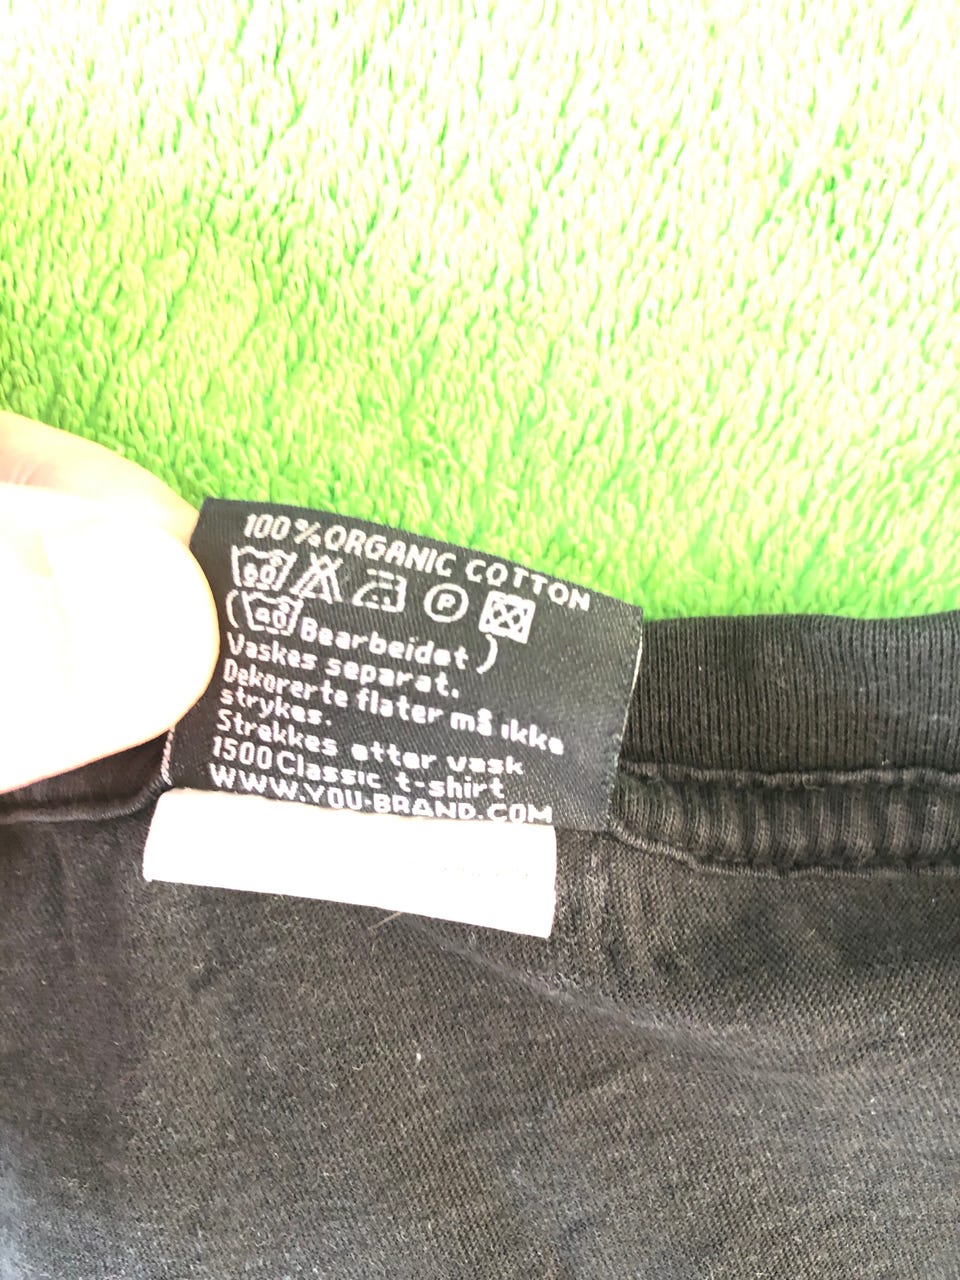 100% ORGANIC COTTON
60 P
(40 Bearbeidet)
Vaskes separat.
Dekorerte flater må ikke
strykes.
Strekkes etter vask
1500 Classic t-shirt
WWW.YOU-BRAND.COM